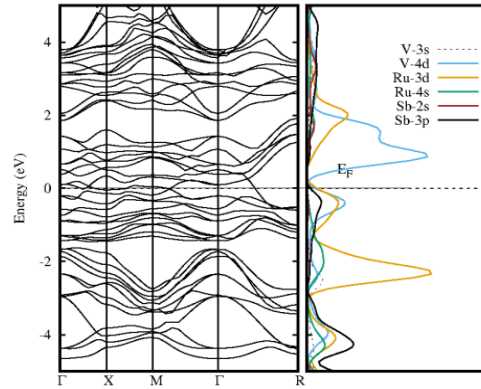 Energy (eV)
4
2
0
-2
-4
Γ X M Γ R
V-3s
V-4d
Ru-3d
Ru-4s
Sb-2s
Sb-3p
E_F